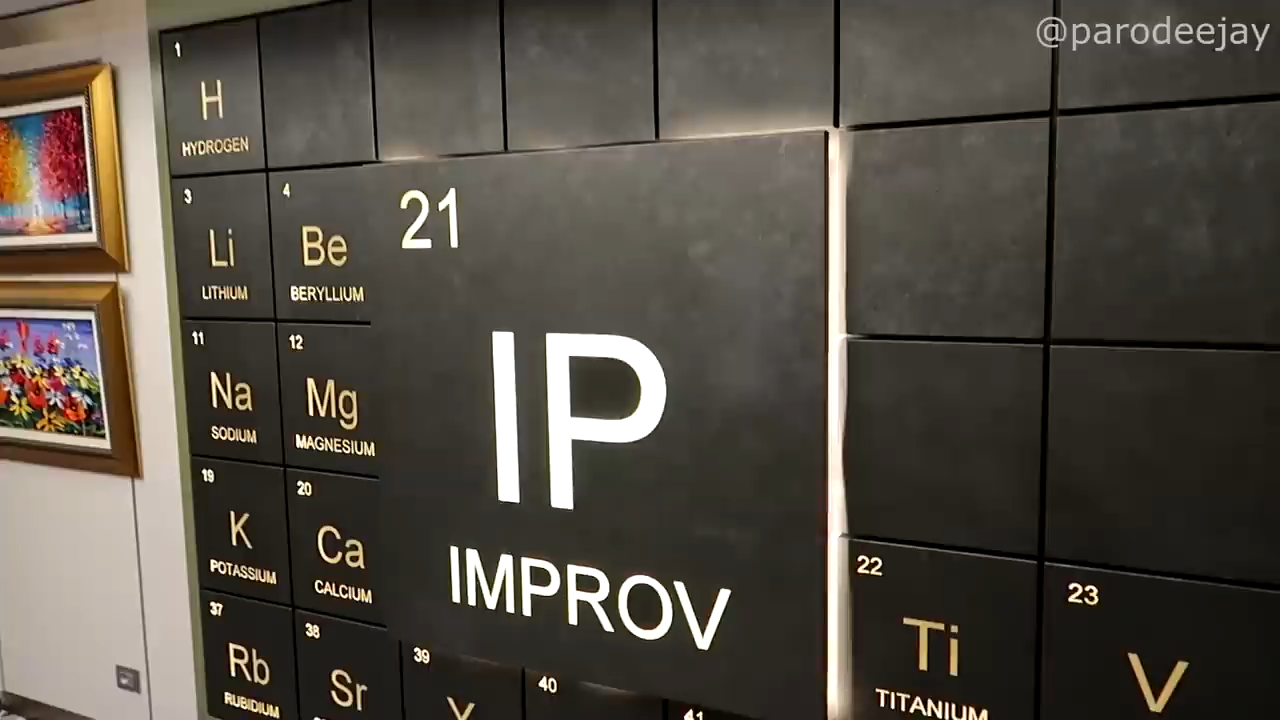 @parodeejay
1
H
HYDROGEN
3
Li
LITHIUM
4
Be
BERYLLIUM
21
IP
IMPROV
11
Na
SODIUM
12
Mg
MAGNESIUM
19
K
POTASSIUM
20
Ca
CALCIUM
22
Ti
TITANIUM
23
V
37
Rb
RUBIDIUM
38
Sr
39
Y
40
41